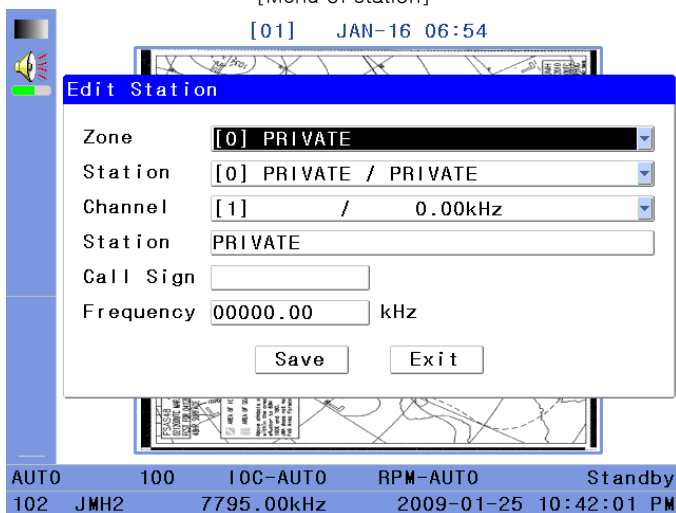 [Menu of station]
[01] JAN-16 06:54
Edit Station
Zone [0] PRIVATE
Station [0] PRIVATE / PRIVATE
Channel [1] / 0.00kHz
Station PRIVATE
Call Sign
Frequency 00000.00 kHz
Save Exit
FSAS48
AUTO 100 IOC-AUTO RPM-AUTO Standby
102 JMH2 7795.00kHz 2009-01-25 10:42:01 PM